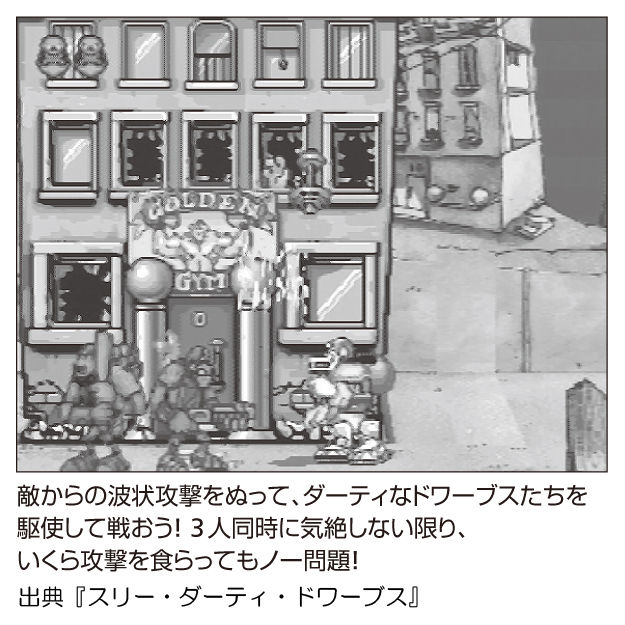 GOLDEN
GYM
敵からの波状攻撃をぬって、ダーティなドワーブスたちを
駆使して戦おう! 3人同時に気絶しない限り、
いくら攻撃を食らってもノー問題!
出典『スリー・ダーティ・ドワーブス』